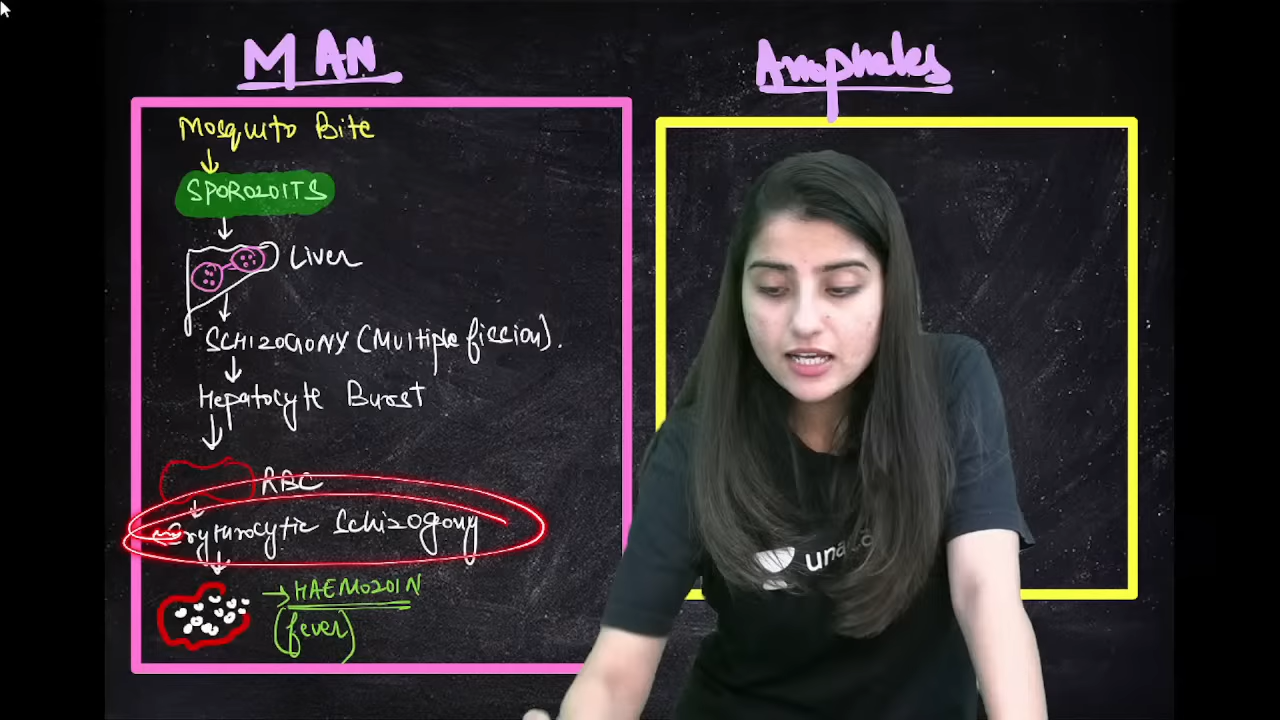 MAN
Anopheles
Mosquito Bite
SPOROZOITS
Liver
SCHIZOGONY (Multiple fission).
Hepatocyte Burst
RBC
Erythrocytic Schizogony
→ HAEMOZOIN
(fever)